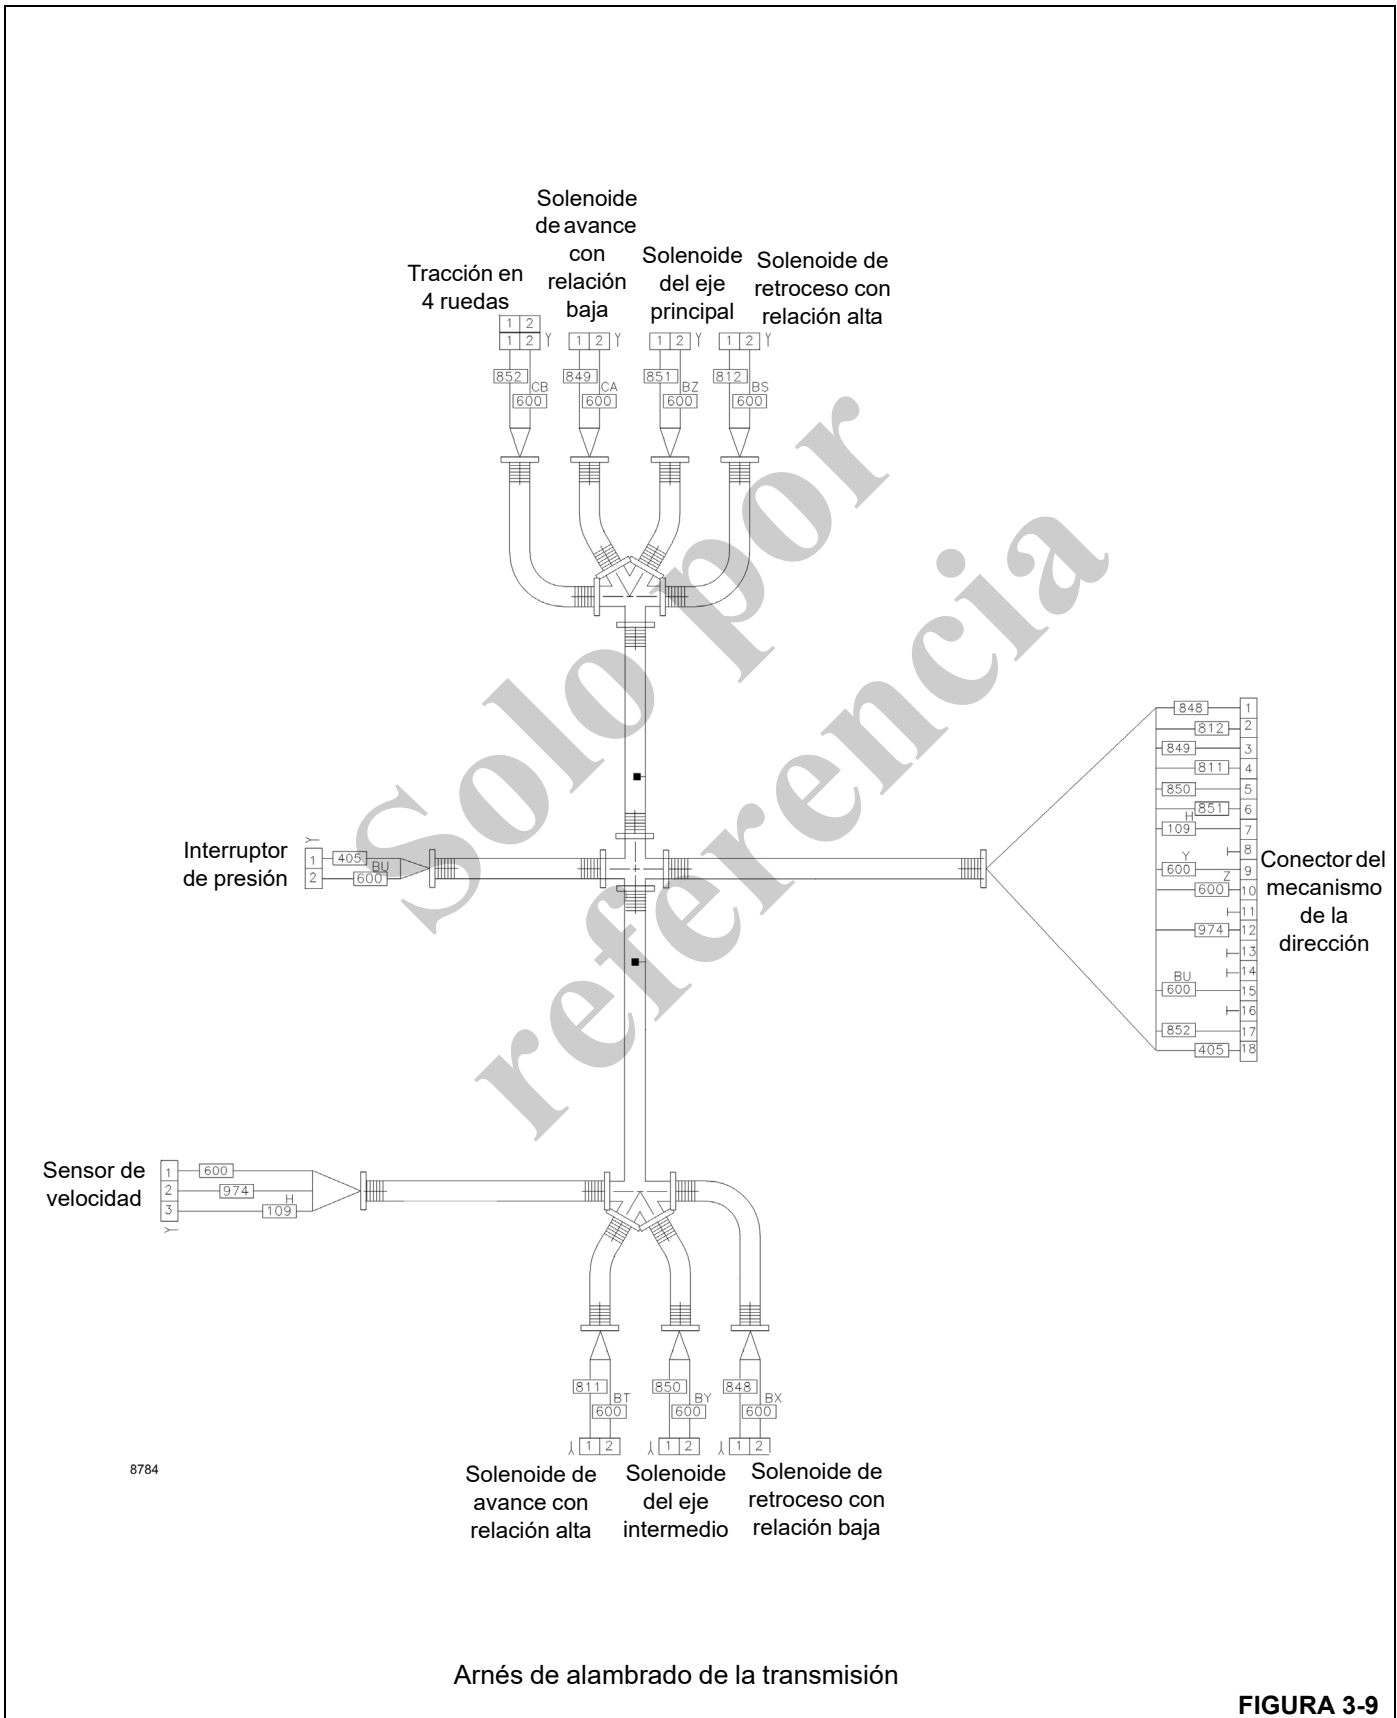 Solenoide
de avance
con
relación
baja
Tracción en
4 ruedas
Solenoide
del eje
principal
Solenoide de
retroceso con
relación alta
1 2
1 2 Y
1 2 Y
1 2 Y
1 2 Y
852 CB 600
849 CA 600
851 BZ 600
812 BS 600
Solo por
referencia
Interruptor
de presión
Y
1 405
BU
2 600
848 1
812 2
849 3
811 4
850 5
851 6
H
109 7
8
Y
600 9
Z
600 10
11
974 12
13
14
BU
600 15
16
852 17
405 18
Conector del
mecanismo
de la
dirección
Sensor de
velocidad
1 600
2 974
H
3 109
Y
811 BT 600
850 BY 600
848 BX 600
Y 1 2
Y 1 2
Y 1 2
8784
Solenoide de
avance con
relación alta
Solenoide
del eje
intermedio
Solenoide de
retroceso con
relación baja
Arnés de alambrado de la transmisión
FIGURA 3-9